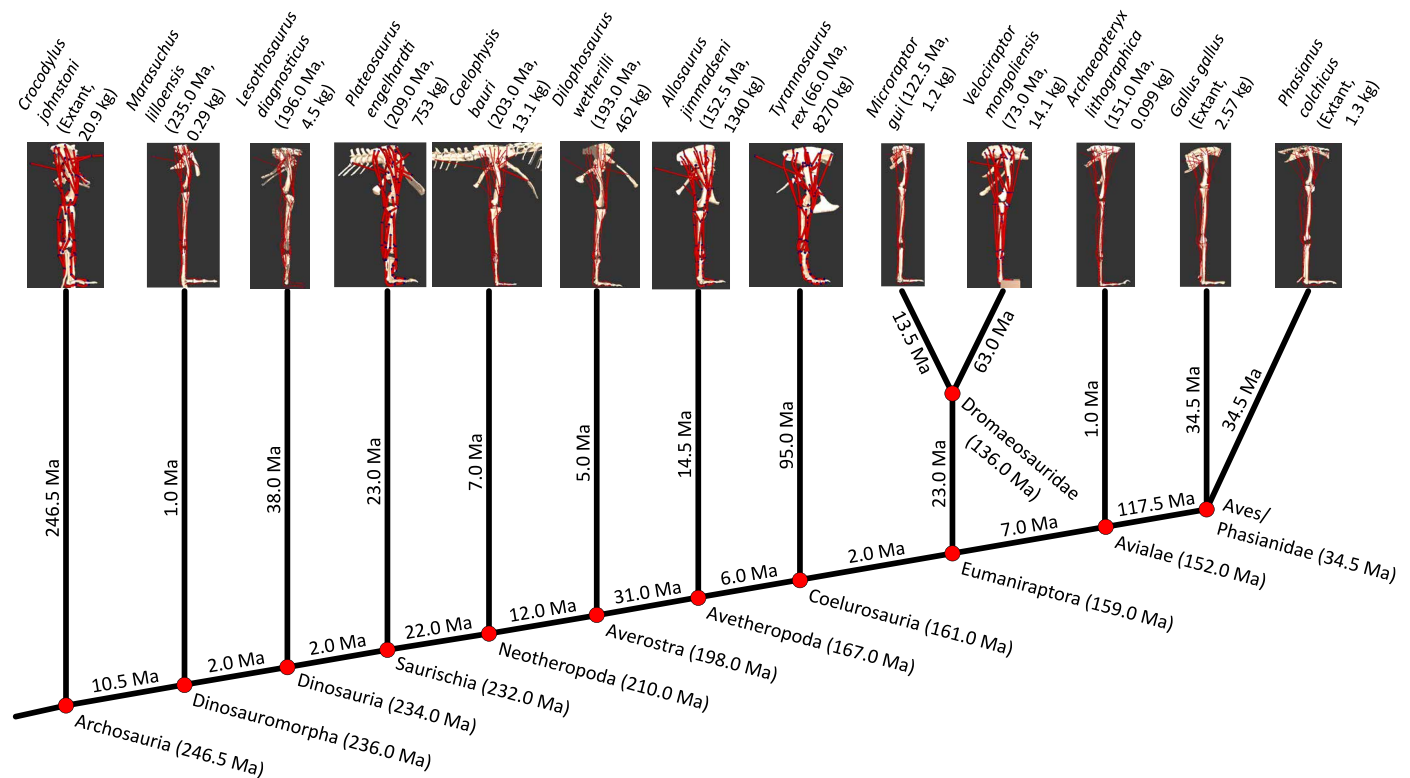 Crocodylus
johnstoni
(Extant,
20.9 kg)
Marasuchus
lilloensis
(235.0 Ma,
0.29 kg)
Lesothosaurus
diagnosticus
(196.0 Ma,
4.5 kg)
Plateosaurus
engelhardti
(209.0 Ma,
753 kg)
Coelophysis
bauri
(203.0 Ma,
13.1 kg)
Dilophosaurus
wetherilli
(193.0 Ma,
462 kg)
Allosaurus
jimmadseni
(152.5 Ma,
1340 kg)
Tyrannosaurus
rex (66.0 Ma,
8270 kg)
Microraptor
gui (122.5 Ma,
1.2 kg)
Velociraptor
mongoliensis
(73.0 Ma,
14.1 kg)
Archaeopteryx
lithographica
(151.0 Ma,
0.099 kg)
Gallus gallus
(Extant,
2.57 kg)
Phasianus
colchicus
(Extant,
1.3 kg)
246.5 Ma
1.0 Ma
38.0 Ma
23.0 Ma
7.0 Ma
5.0 Ma
14.5 Ma
95.0 Ma
13.5 Ma
63.0 Ma
23.0 Ma
1.0 Ma
34.5 Ma
34.5 Ma
10.5 Ma
2.0 Ma
2.0 Ma
22.0 Ma
12.0 Ma
31.0 Ma
6.0 Ma
2.0 Ma
7.0 Ma
117.5 Ma
Archosauria (246.5 Ma)
Dinosauromorpha (236.0 Ma)
Dinosauria (234.0 Ma)
Saurischia (232.0 Ma)
Neotheropoda (210.0 Ma)
Averostra (198.0 Ma)
Avetheropoda (167.0 Ma)
Coelurosauria (161.0 Ma)
Eumaniraptora (159.0 Ma)
Dromaeosauridae
(136.0 Ma)
Avialae (152.0 Ma)
Aves/
Phasianidae (34.5 Ma)